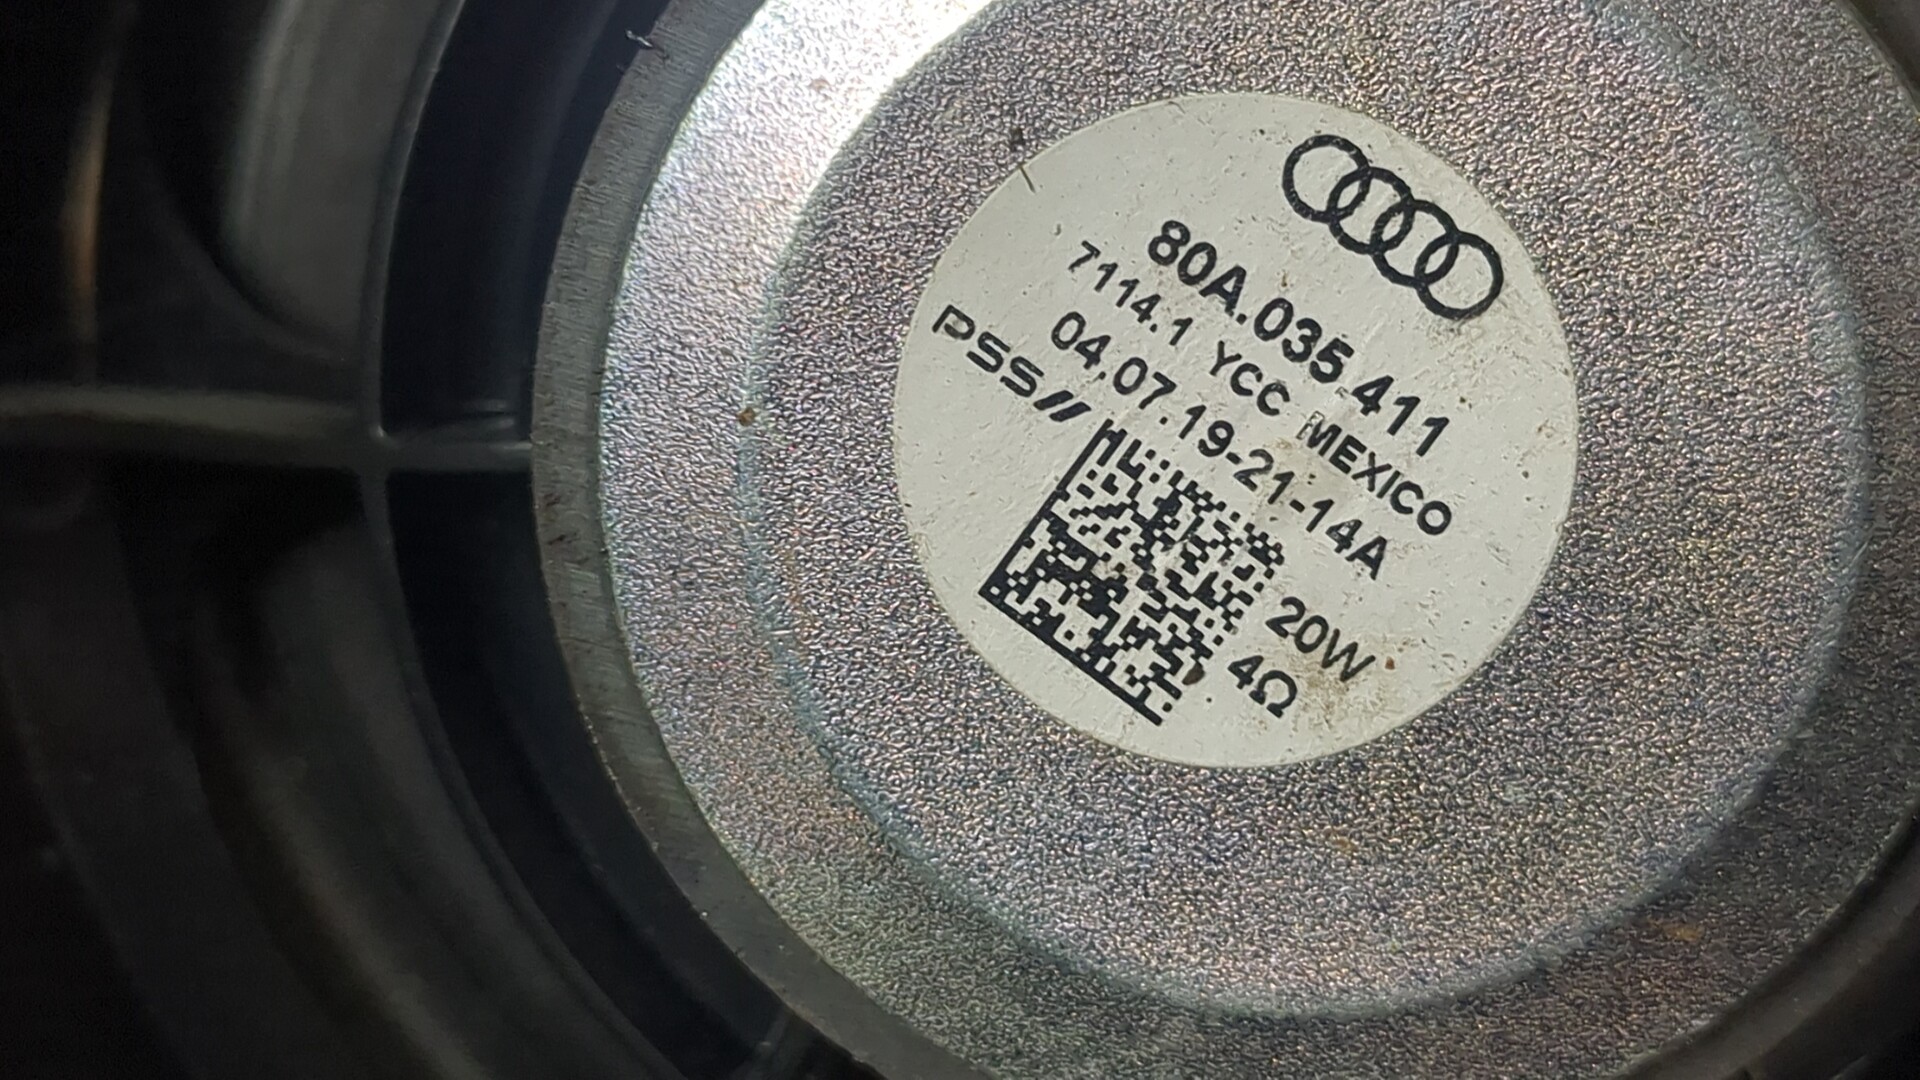 80A.035.411
7114.1 YCC MEXICO
04.07.19-21-14A
PSS//
20W
4Ω